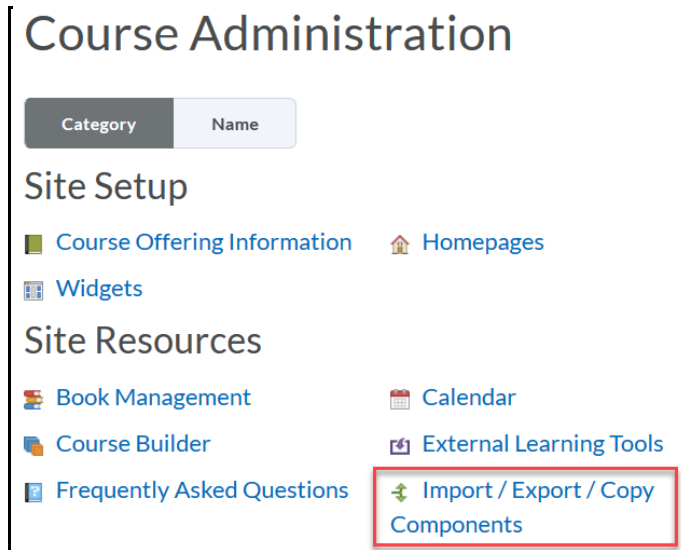 Course Administration
Category Name
Site Setup
Course Offering Information Homepages
Widgets
Site Resources
Book Management Calendar
Course Builder External Learning Tools
Frequently Asked Questions Import / Export / Copy
Components